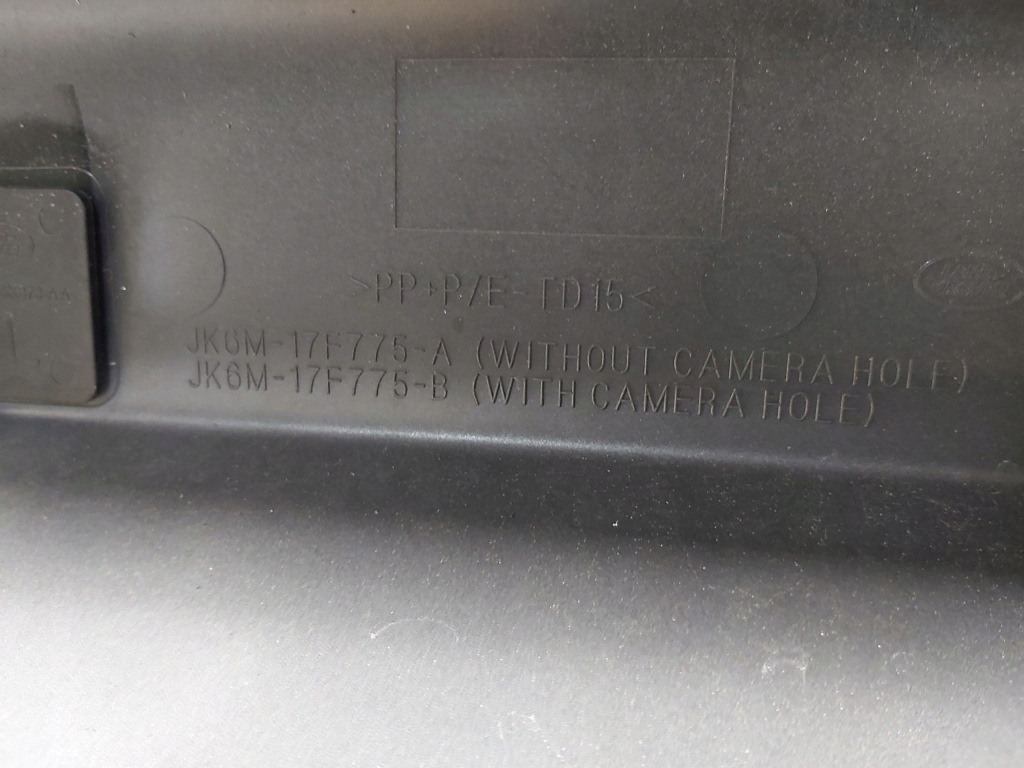 >PP+P/E-TD15<
JK6M-17F775-A (WITHOUT CAMERA HOLE)
JK6M-17F775-B (WITH CAMERA HOLE)